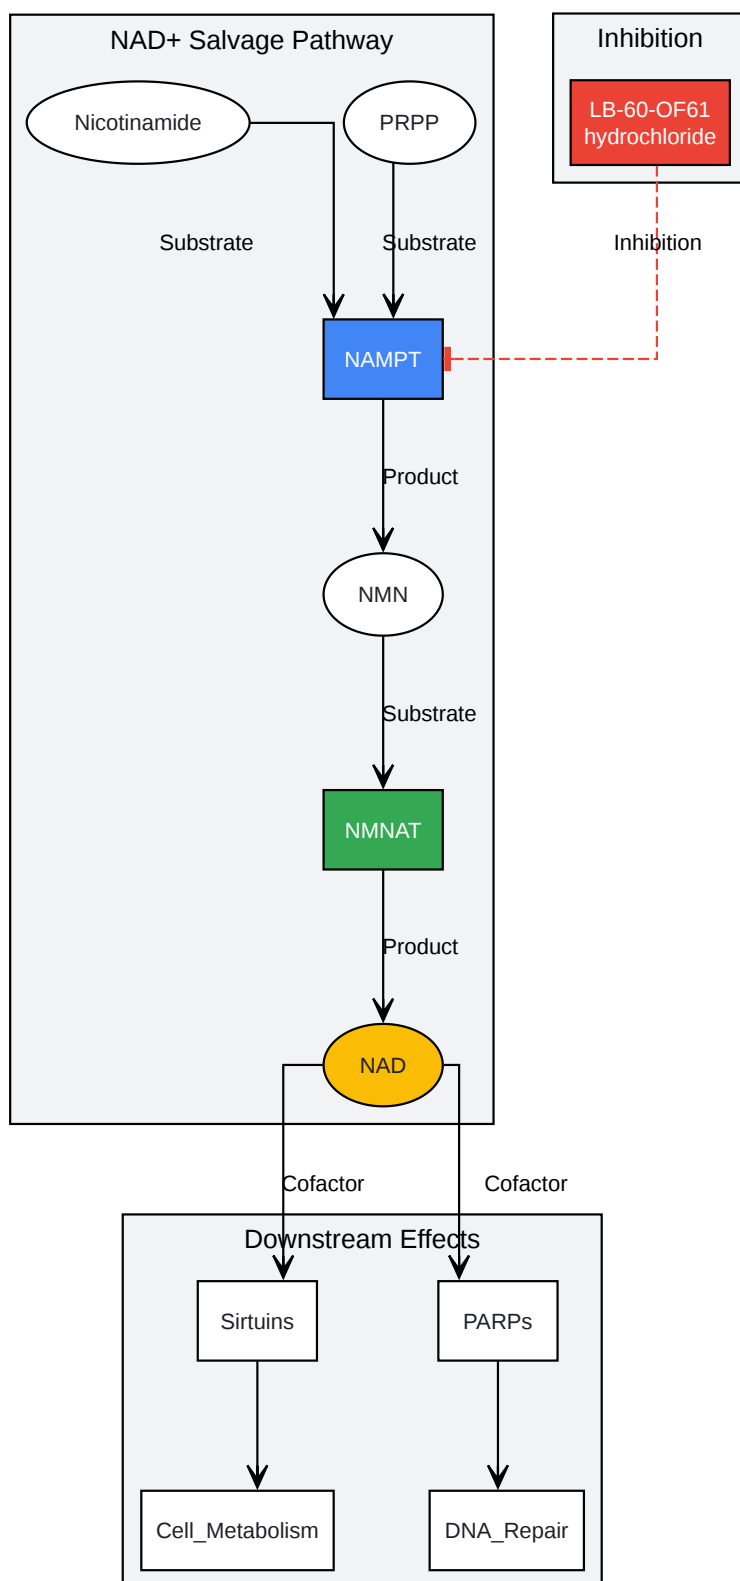 NAD+ Salvage Pathway
Inhibition
Nicotinamide
PRPP
LB-60-OF61
hydrochloride
Substrate
Substrate
Inhibition
NAMPT
Product
NMN
Substrate
NMNAT
Product
NAD
Cofactor
Cofactor
Downstream Effects
Sirtuins
PARPs
Cell_Metabolism
DNA_Repair